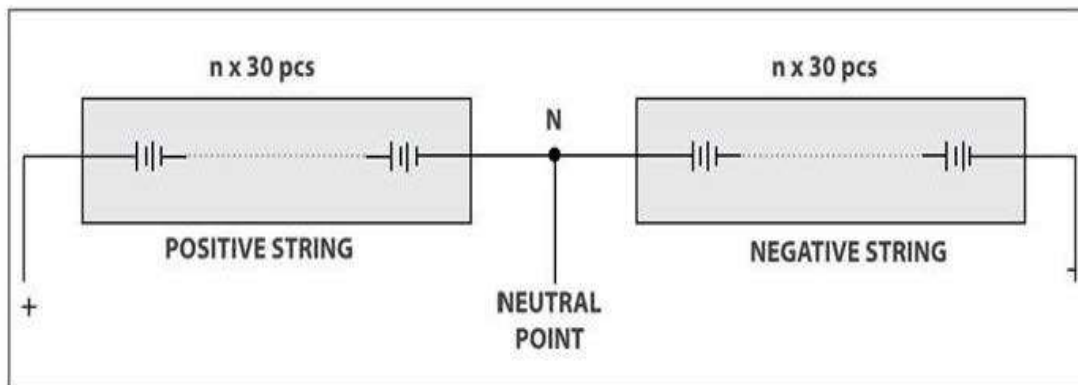 n x 30 pcs
n x 30 pcs
N
POSITIVE STRING
NEGATIVE STRING
+
NEUTRAL
POINT
-